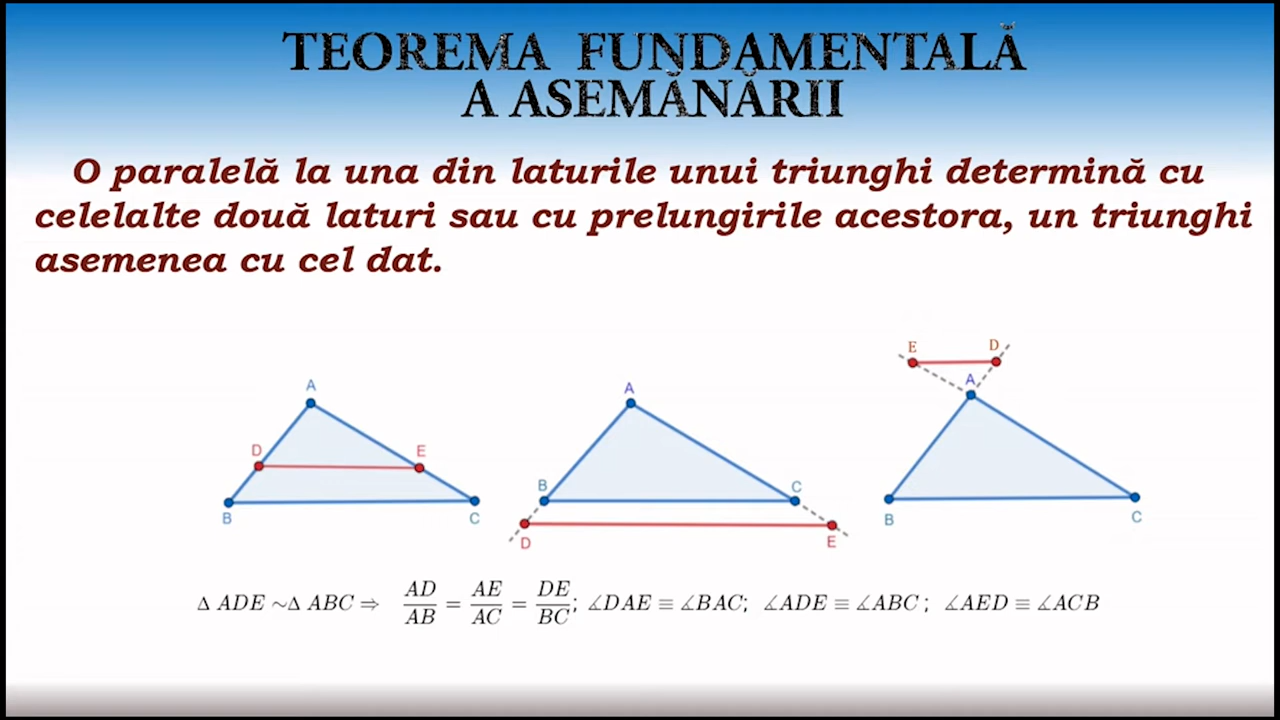 TEOREMA FUNDAMENTALĂ
A ASEMĂNĂRII
O paralelă la una din laturile unui triunghi determină cu
celelalte două laturi sau cu prelungirile acestora, un triunghi
asemenea cu cel dat.
A
D E
B C
A
B C
D E
E D
A
B C
Δ ADE ~Δ ABC ⇒ AD/AB = AE/AC = DE/BC; ∡DAE ≡ ∡BAC; ∡ADE ≡ ∡ABC ; ∡AED ≡ ∡ACB